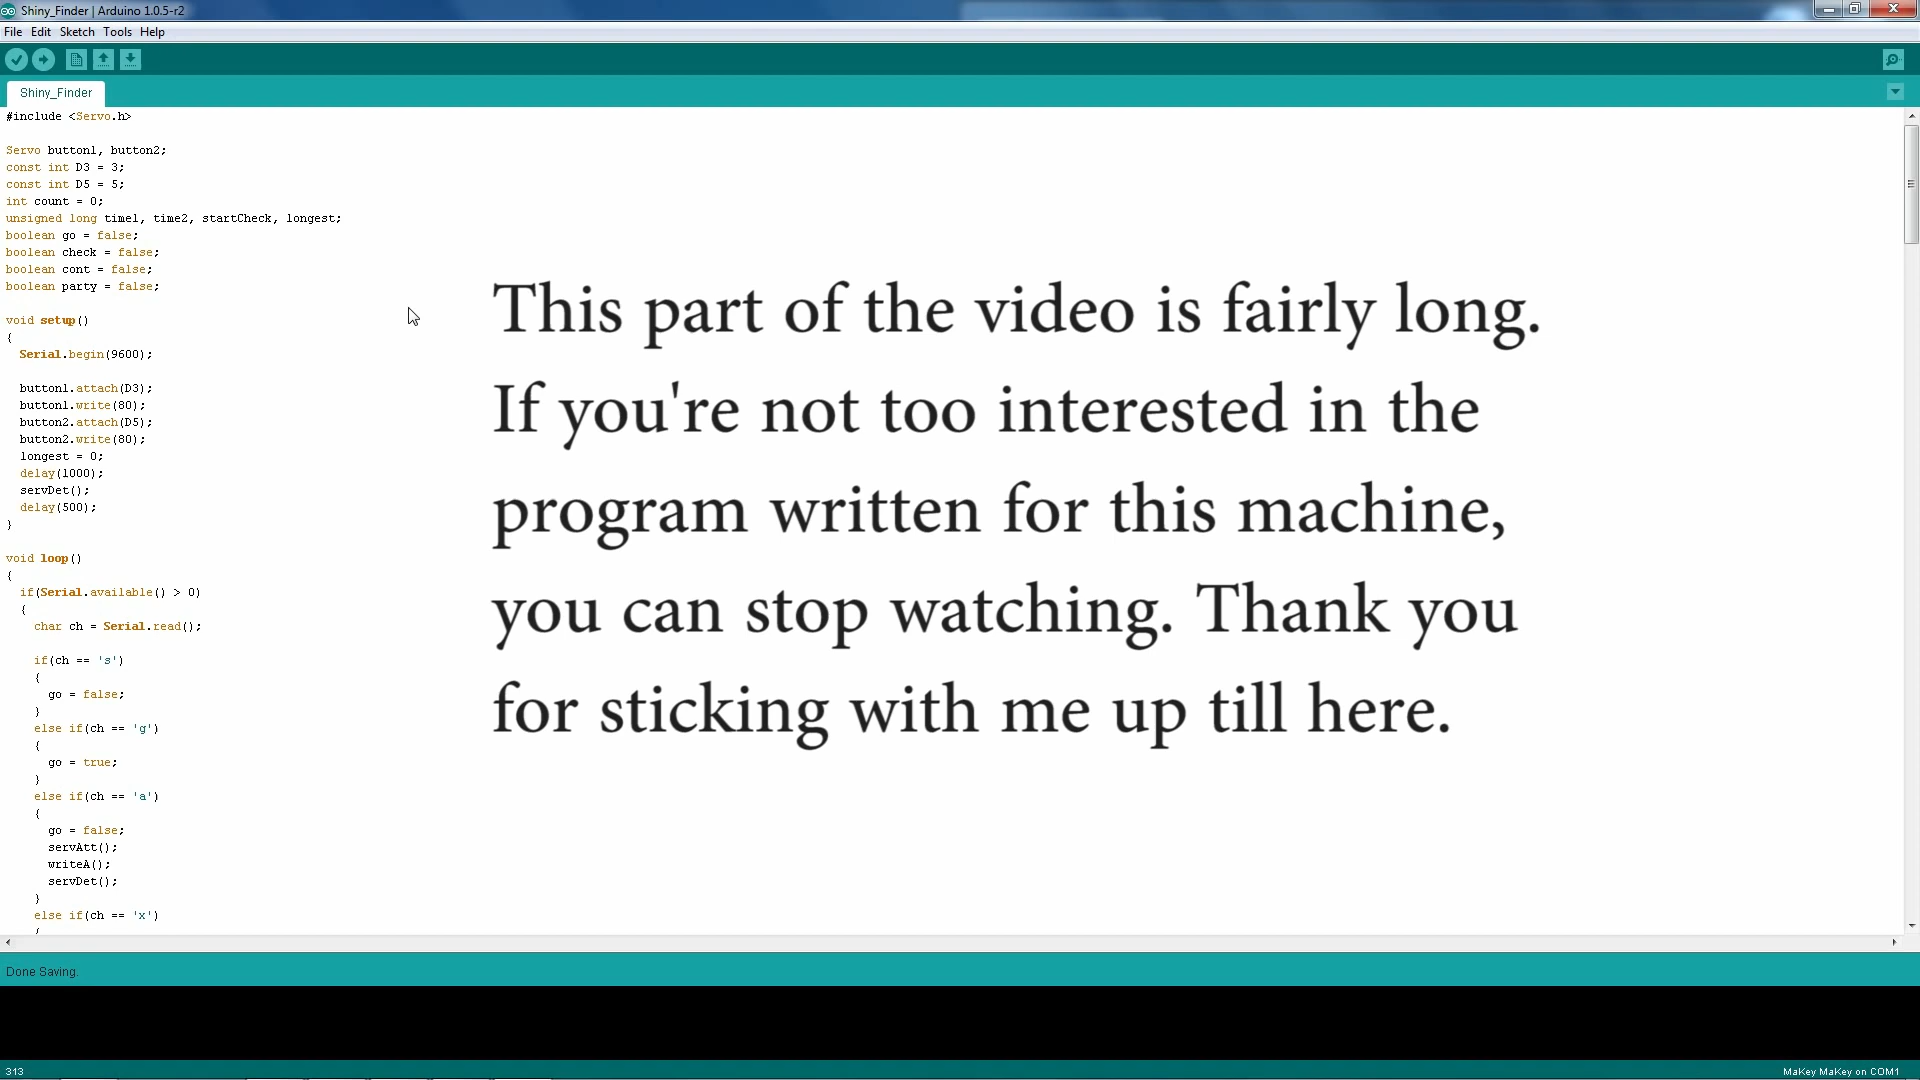 Shiny_Finder | Arduino 1.0.5-r2
File Edit Sketch Tools Help
Shiny_Finder
#include <Servo.h>
Servo button1, button2;
const int D3 = 3;
const int D5 = 5;
int count = 0;
unsigned long time1, time2, startCheck, longest;
boolean go = false;
boolean check = false;
boolean cont = false;
boolean party = false;
void setup()
{
Serial.begin(9600);
button1.attach(D3);
button1.write(80);
button2.attach(D5);
button2.write(80);
longest = 0;
delay(1000);
servDet();
delay(500);
}
void loop()
{
if(Serial.available() > 0)
{
char ch = Serial.read();
if(ch == 's')
{
go = false;
}
else if(ch == 'g')
{
go = true;
}
else if(ch == 'a')
{
go = false;
servAtt();
writeA();
servDet();
}
else if(ch == 'x')
{
This part of the video is fairly long.
If you're not too interested in the
program written for this machine,
you can stop watching. Thank you
for sticking with me up till here.
Done Saving.
313
MaKey MaKey on COM1